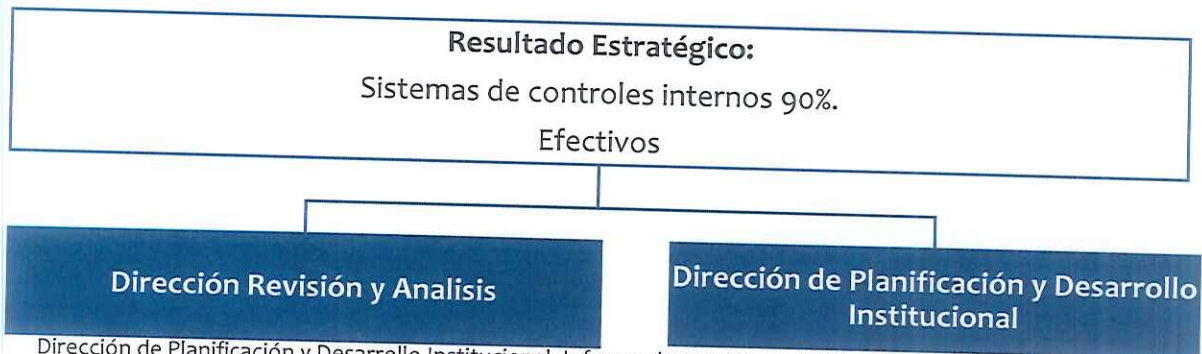 Resultado Estratégico:
Sistemas de controles internos 90%.
Efectivos
Dirección Revisión y Analisis
Dirección de Planificación y Desarrollo
Institucional
Dirección de Planificación y Desarrollo Institucional